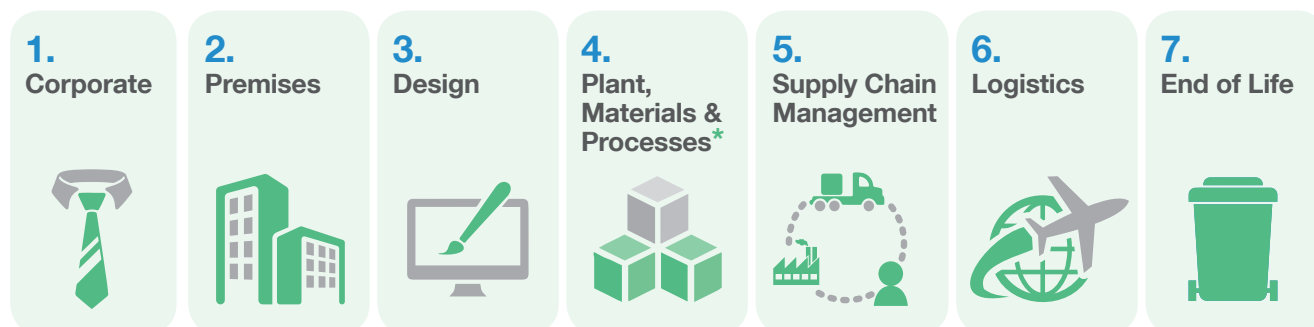 1.
Corporate
2.
Premises
3.
Design
4.
Plant,
Materials &
Processes*
5.
Supply Chain
Management
6.
Logistics
7.
End of Life